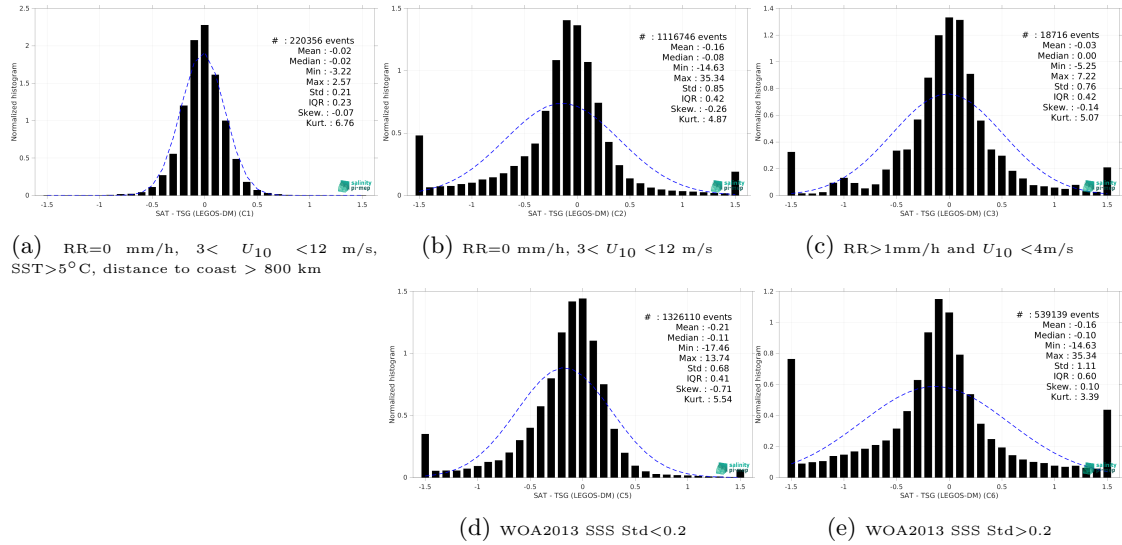 2.5
2
1.5
1
0.5
0
Normalized histogram
# : 220356 events
Mean : -0.02
Median : -0.02
Min : -3.22
Max : 2.57
Std : 0.21
IQR : 0.23
Skew. : -0.07
Kurt. : 6.76
salinity
pi-mep
-1.5 -1 -0.5 0 0.5 1 1.5
SAT - TSG (LEGOS-DM) (C1)
(a) RR=0 mm/h, 3< U10 <12 m/s,
SST>5°C, distance to coast > 800 km
1.5
1
0.5
0
Normalized histogram
# : 1116746 events
Mean : -0.16
Median : -0.08
Min : -14.63
Max : 35.34
Std : 0.85
IQR : 0.42
Skew. : -0.26
Kurt. : 4.87
salinity
pi-mep
-1.5 -1 -0.5 0 0.5 1 1.5
SAT - TSG (LEGOS-DM) (C2)
(b) RR=0 mm/h, 3< U10 <12 m/s
1.4
1.2
1
0.8
0.6
0.4
0.2
0
Normalized histogram
# : 18716 events
Mean : -0.03
Median : 0.00
Min : -5.25
Max : 7.22
Std : 0.76
IQR : 0.42
Skew. : -0.14
Kurt. : 5.07
salinity
pi-mep
-1.5 -1 -0.5 0 0.5 1 1.5
SAT - TSG (LEGOS-DM) (C3)
(c) RR>1mm/h and U10 <4m/s
1.5
1
0.5
0
Normalized histogram
# : 1326110 events
Mean : -0.21
Median : -0.11
Min : -17.46
Max : 13.74
Std : 0.68
IQR : 0.41
Skew. : -0.71
Kurt. : 5.54
salinity
pi-mep
-1.5 -1 -0.5 0 0.5 1 1.5
SAT - TSG (LEGOS-DM) (C5)
(d) WOA2013 SSS Std<0.2
1.2
1
0.8
0.6
0.4
0.2
0
Normalized histogram
# : 539139 events
Mean : -0.16
Median : -0.10
Min : -14.63
Max : 35.34
Std : 1.11
IQR : 0.60
Skew. : 0.10
Kurt. : 3.39
salinity
pi-mep
-1.5 -1 -0.5 0 0.5 1 1.5
SAT - TSG (LEGOS-DM) (C6)
(e) WOA2013 SSS Std>0.2